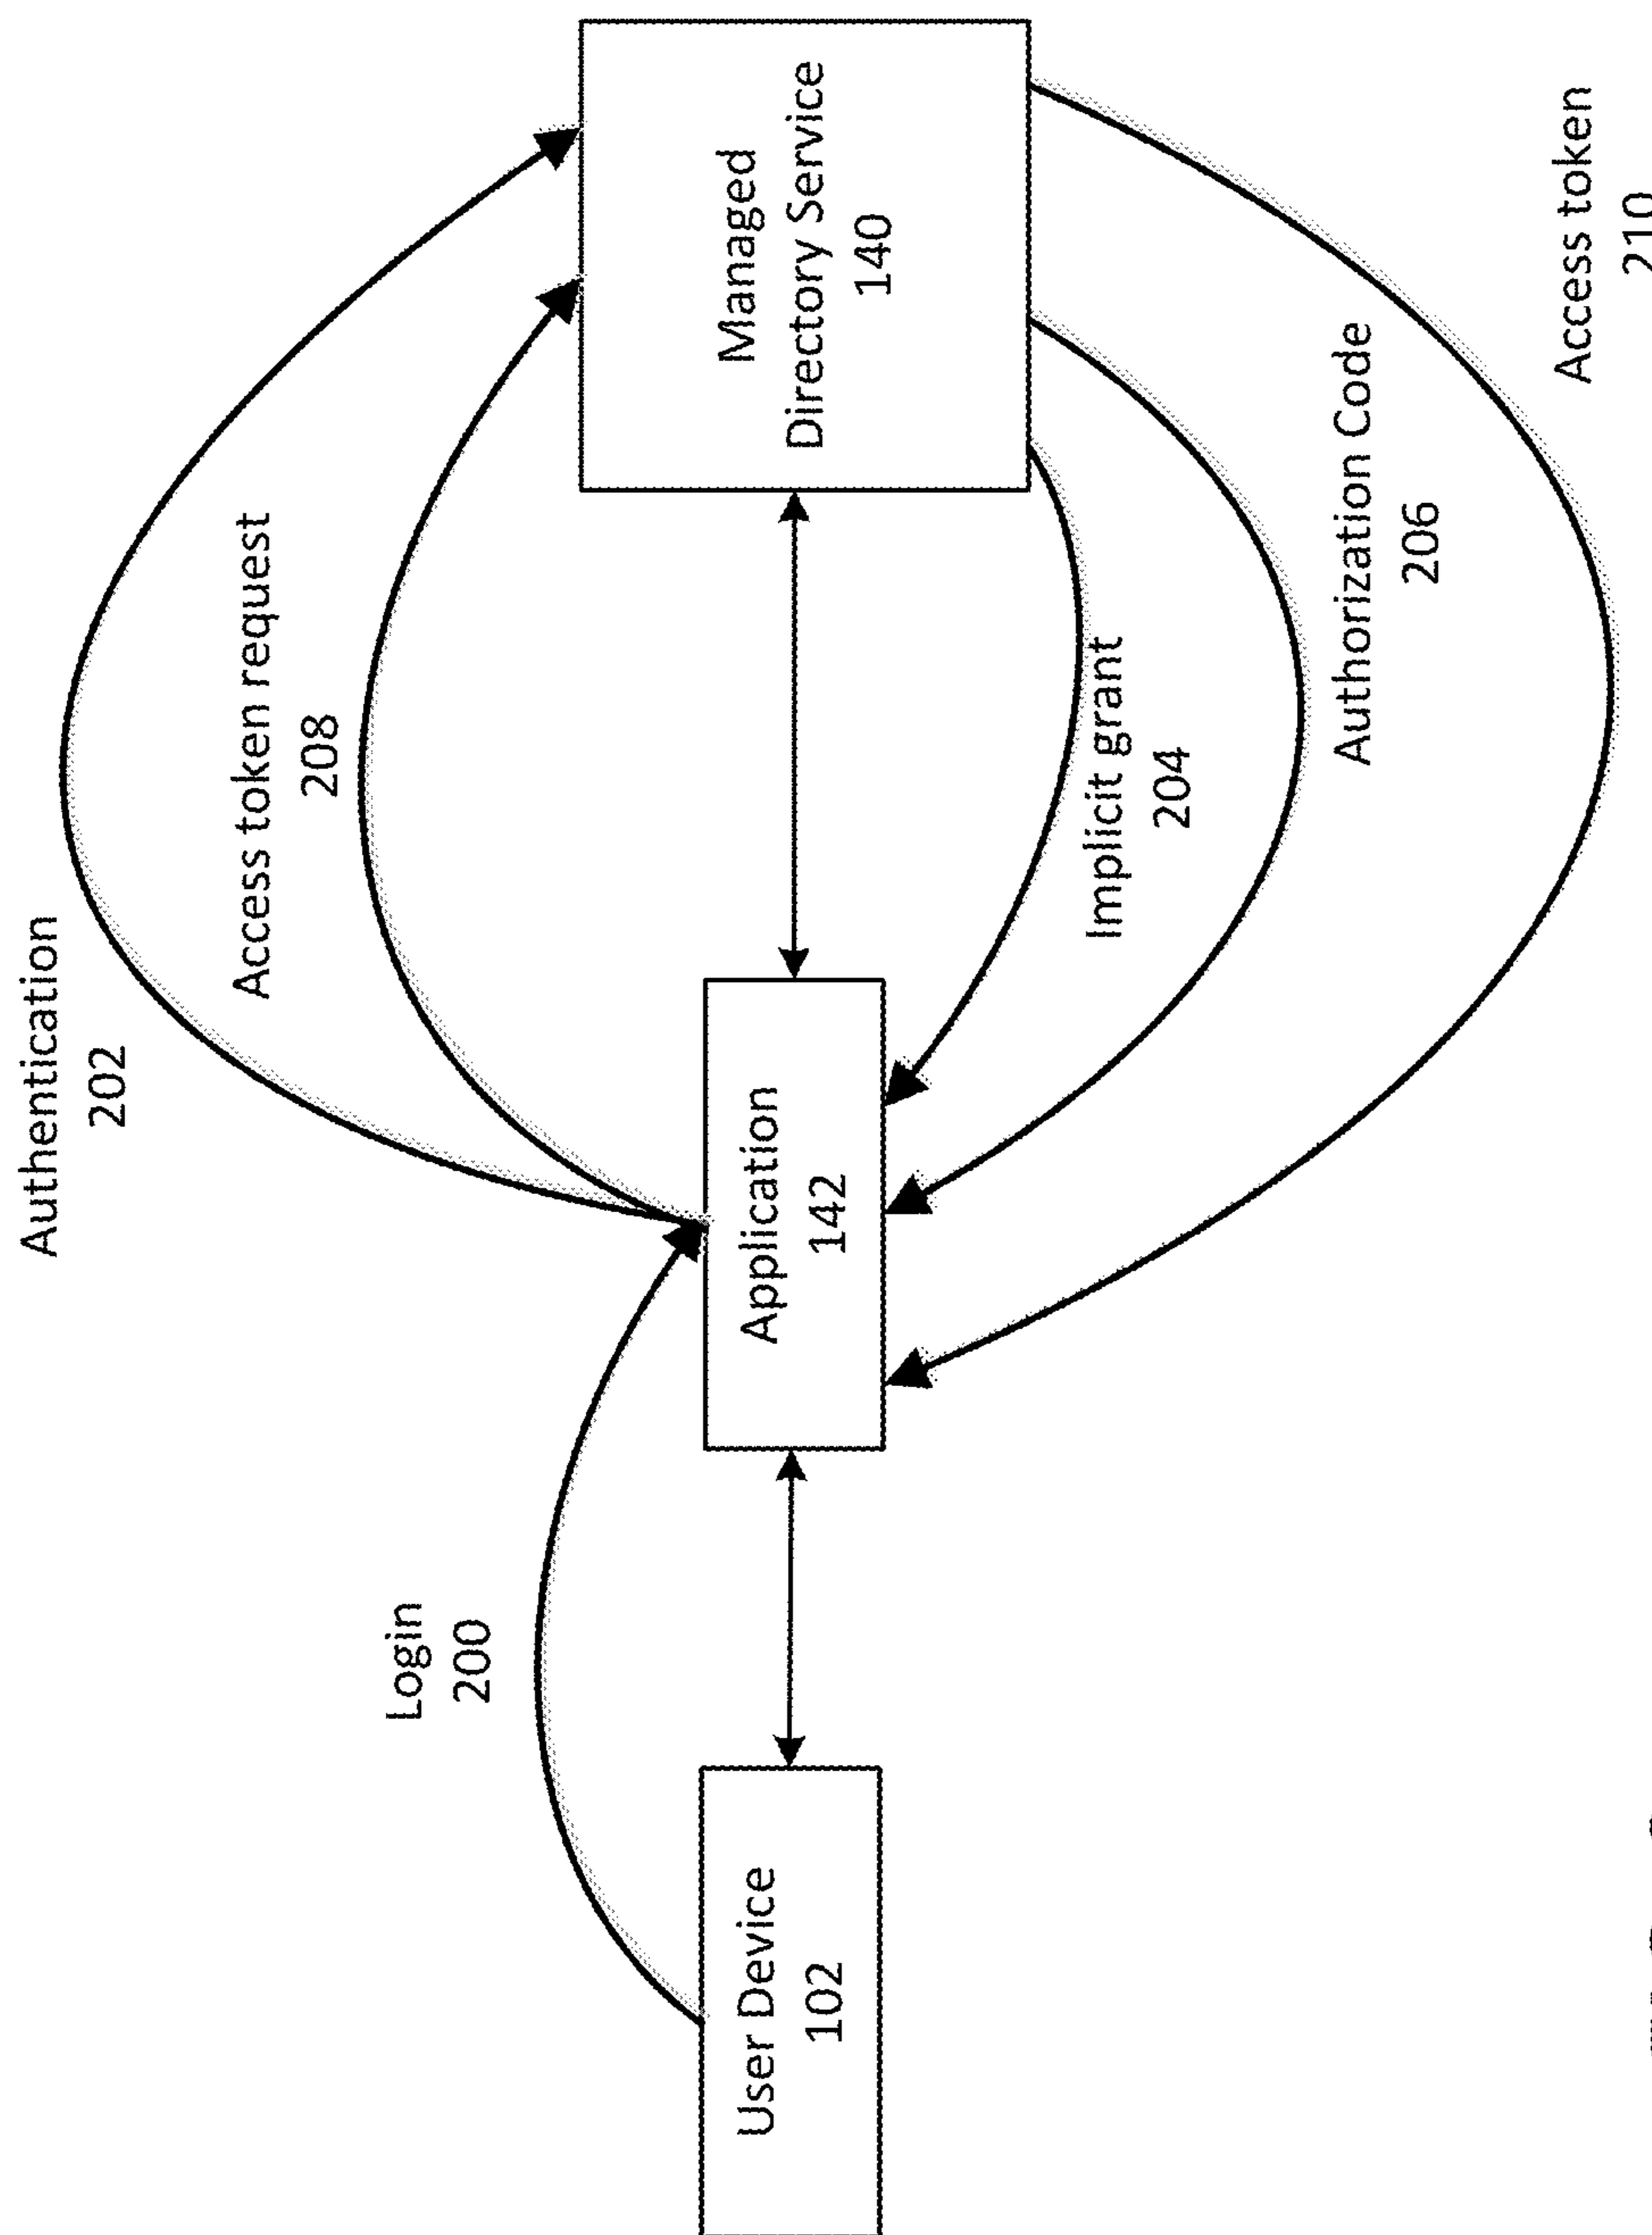 Authentication
202
Access token request
208
Login
200
User Device
102
Application
142
Managed
Directory Service
140
Implicit grant
204
Authorization Code
206
Access token
210